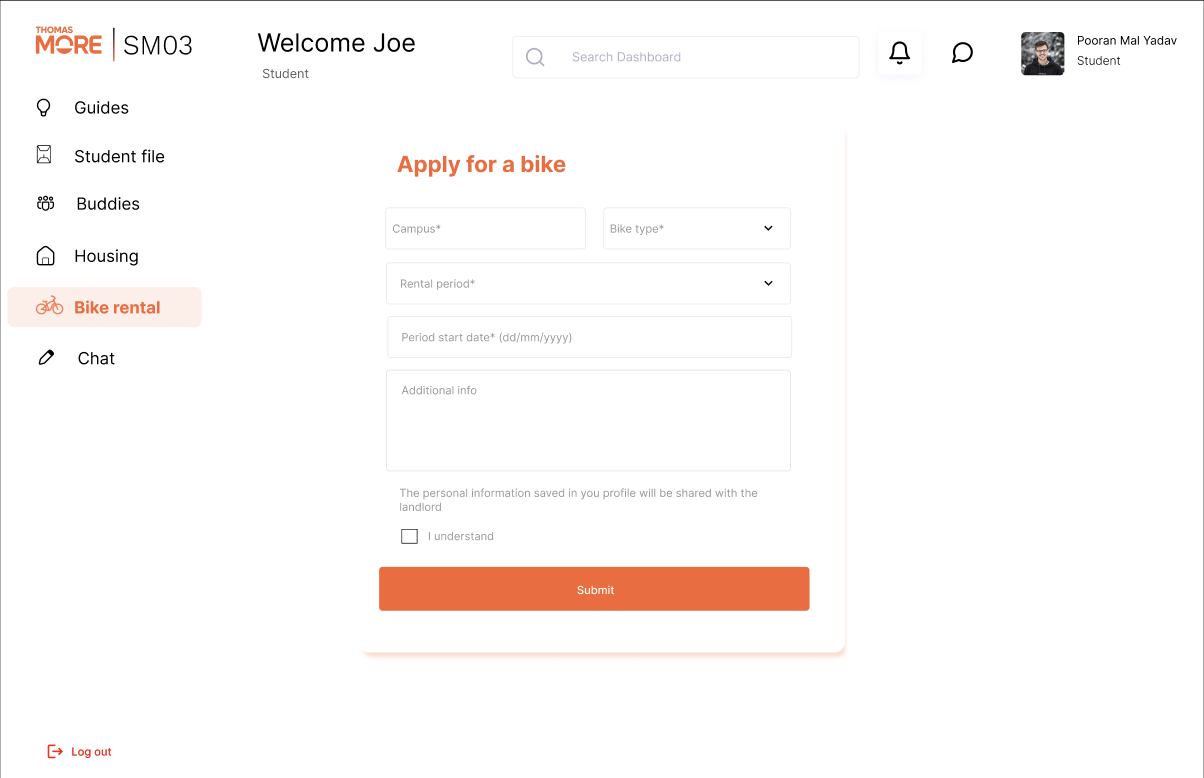 THOMAS
MORE
SM03
Welcome Joe
Student
Search Dashboard
Pooran Mal Yadav
Student
Guides
Student file
Buddies
Housing
Bike rental
Chat
Apply for a bike
Campus*
Bike type*
Rental period*
Period start date* (dd/mm/yyyy)
Additional info
The personal information saved in you profile will be shared with the
landlord
I understand
Submit
Log out